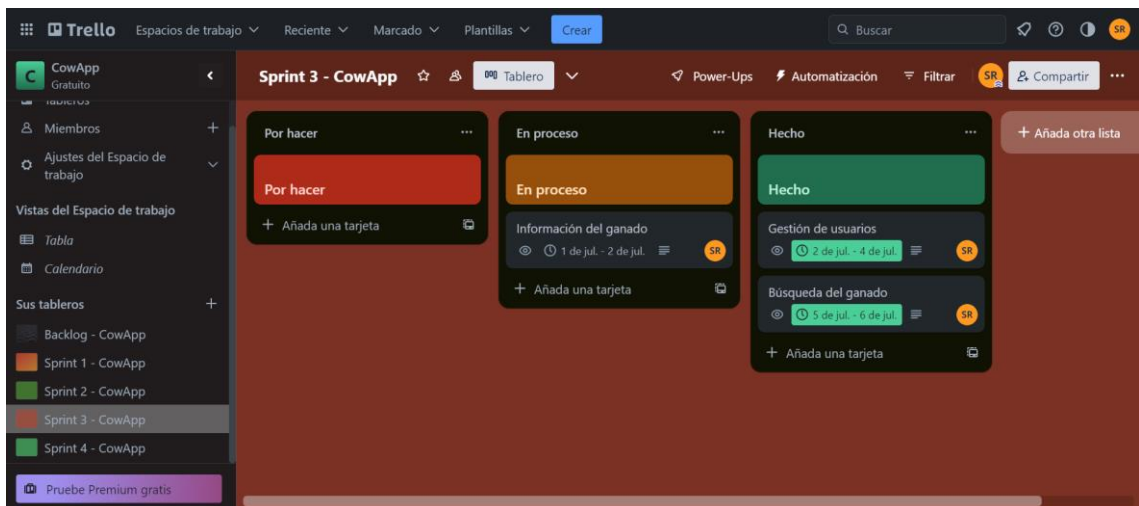 Trello Espacios de trabajo Reciente Marcado Plantillas Crear Buscar SR
C CowApp
Gratuito
Tableros
Miembros +
Ajustes del Espacio de
trabajo
Vistas del Espacio de trabajo
Tabla
Calendario
Sus tableros +
Backlog - CowApp
Sprint 1 - CowApp
Sprint 2 - CowApp
Sprint 3 - CowApp
Sprint 4 - CowApp
Pruebe Premium gratis
Sprint 3 - CowApp Tablero Power-Ups Automatización Filtrar SR Compartir ...
Por hacer ...
Por hacer
+ Añada una tarjeta
En proceso ...
En proceso
Información del ganado
1 de jul. - 2 de jul. SR
+ Añada una tarjeta
Hecho ...
Hecho
Gestión de usuarios
2 de jul. - 4 de jul. SR
Búsqueda del ganado
5 de jul. - 6 de jul. SR
+ Añada una tarjeta
+ Añada otra lista